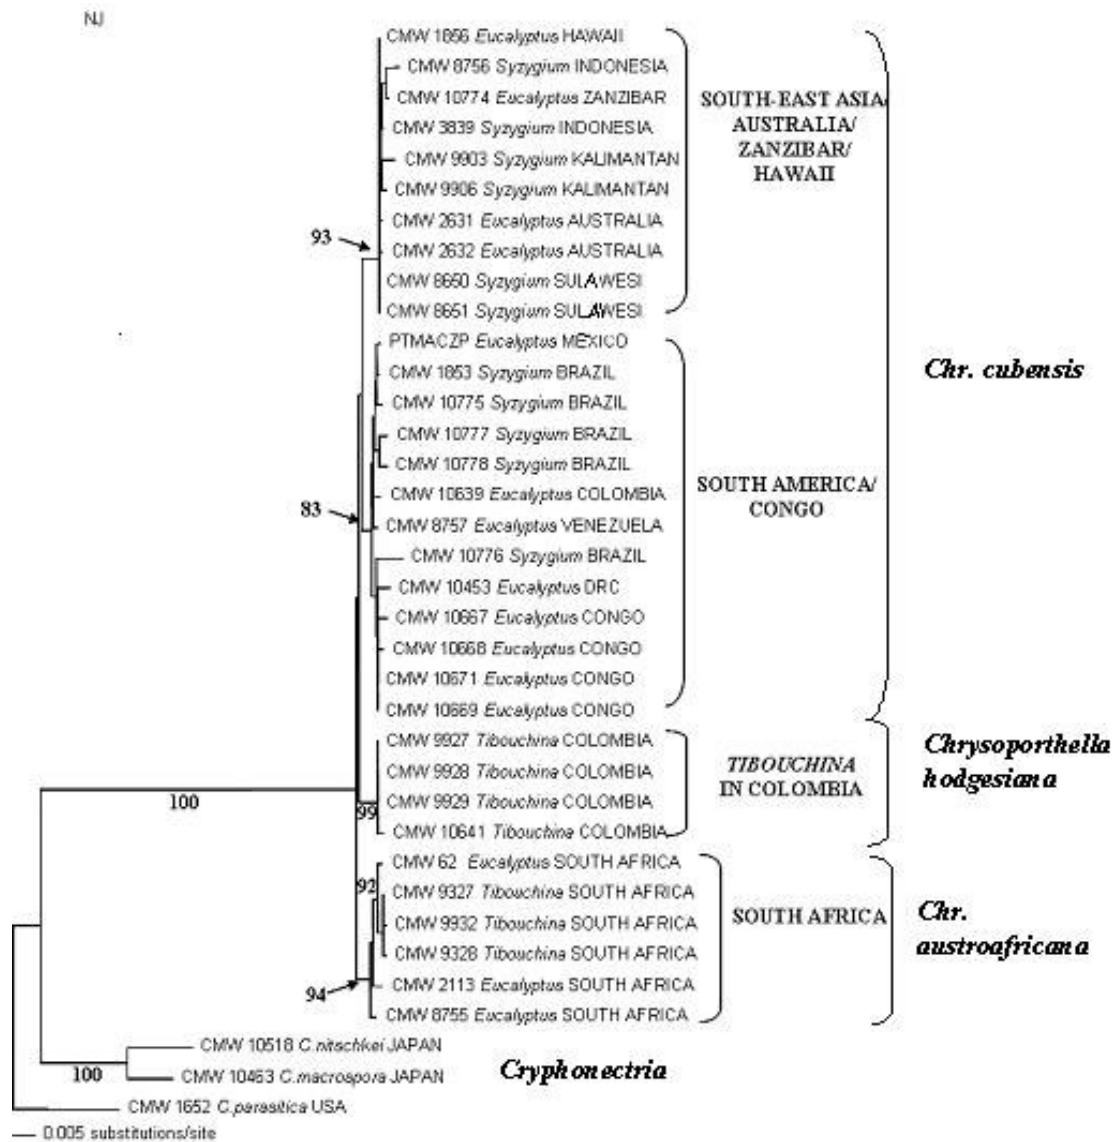 NJ
CMW 1856 Eucalyptus HAWAII
CMW 8756 Syzygium INDONESIA
CMW 10774 Eucalyptus ZANZIBAR
CMW 3839 Syzygium INDONESIA
CMW 9903 Syzygium KALIMANTAN
CMW 9906 Syzygium KALIMANTAN
CMW 2631 Eucalyptus AUSTRALIA
CMW 2632 Eucalyptus AUSTRALIA
CMW 8650 Syzygium SULAWESI
CMW 8651 Syzygium SULAWESI
PTMACZP Eucalyptus MEXICO
CMW 1853 Syzygium BRAZIL
CMW 10775 Syzygium BRAZIL
CMW 10777 Syzygium BRAZIL
CMW 10778 Syzygium BRAZIL
CMW 10639 Eucalyptus COLOMBIA
CMW 8757 Eucalyptus VENEZUELA
CMW 10776 Syzygium BRAZIL
CMW 10453 Eucalyptus DRC
CMW 10667 Eucalyptus CONGO
CMW 10668 Eucalyptus CONGO
CMW 10671 Eucalyptus CONGO
CMW 10669 Eucalyptus CONGO
CMW 9927 Tibouchina COLOMBIA
CMW 9928 Tibouchina COLOMBIA
CMW 9929 Tibouchina COLOMBIA
CMW 10641 Tibouchina COLOMBIA
CMW 62 Eucalyptus SOUTH AFRICA
CMW 9327 Tibouchina SOUTH AFRICA
CMW 9932 Tibouchina SOUTH AFRICA
CMW 9328 Tibouchina SOUTH AFRICA
CMW 2113 Eucalyptus SOUTH AFRICA
CMW 8755 Eucalyptus SOUTH AFRICA
CMW 10518 C.nitschkei JAPAN
CMW 10463 C.macrospora JAPAN
CMW 1652 C.parasitica USA
0.005 substitutions/site
93
83
100
99
92
94
100
SOUTH-EAST ASIA/
AUSTRALIA/
ZANZIBAR/
HAWAII
SOUTH AMERICA/
CONGO
TIBOUCHINA
IN COLOMBIA
SOUTH AFRICA
Chr. cubensis
Chrysoporthella
hodgesiana
Chr.
austroafricana
Cryphonectria